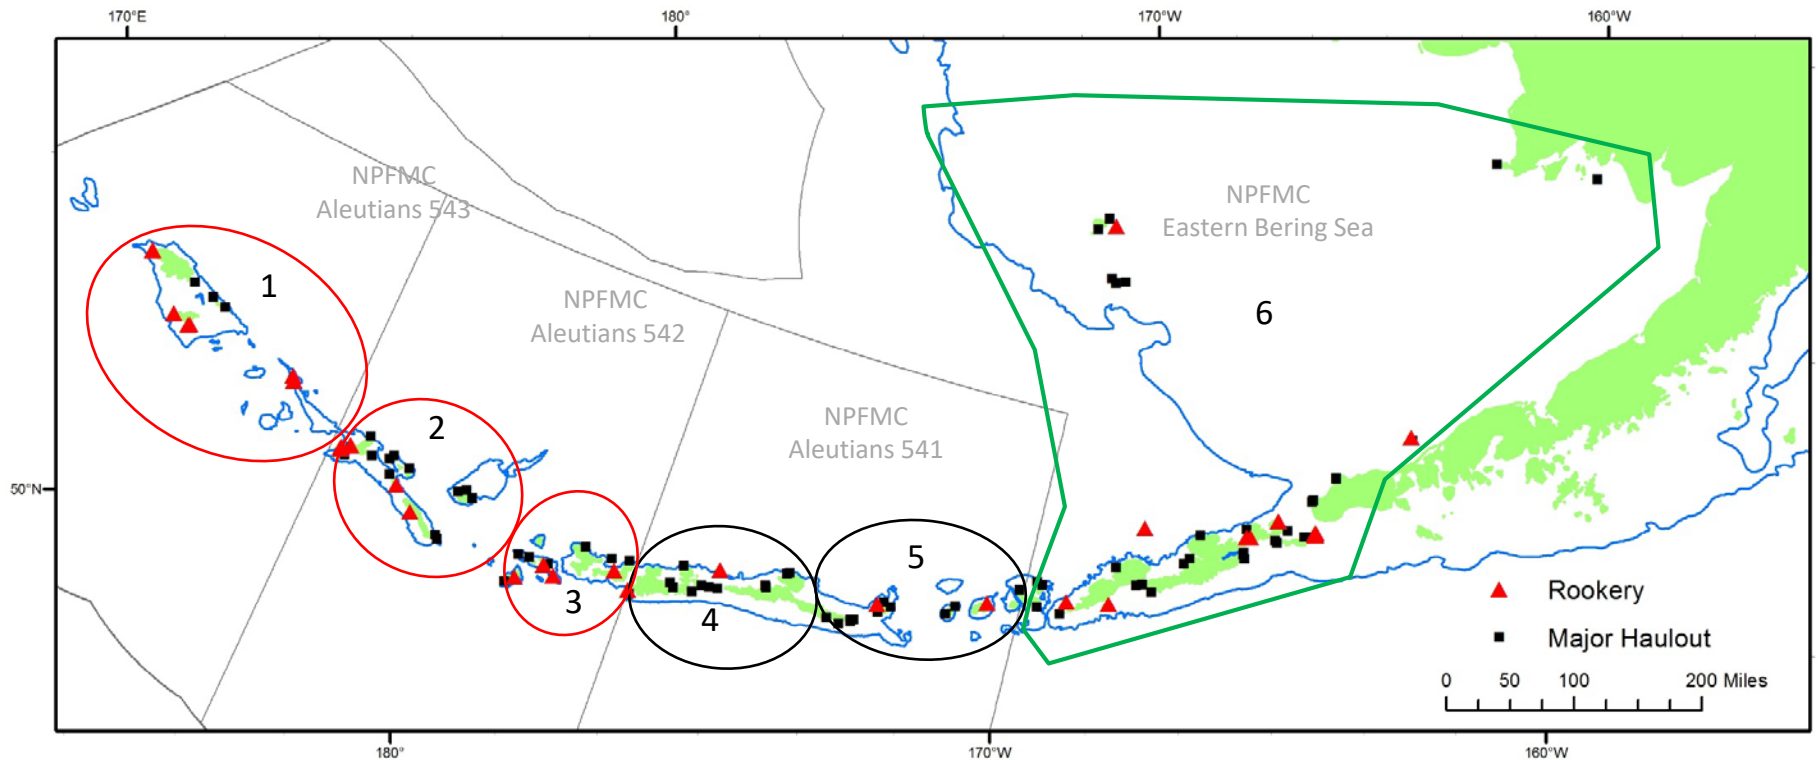 170°E
180°
170°W
160°W
NPFMC
Aleutians 543
NPFMC
Eastern Bering Sea
1
NPFMC
Aleutians 542
6
NPFMC
Aleutians 541
2
50°N
5
3
4
Rookery
Major Haulout
0 50 100 200 Miles
180°
170°W
160°W